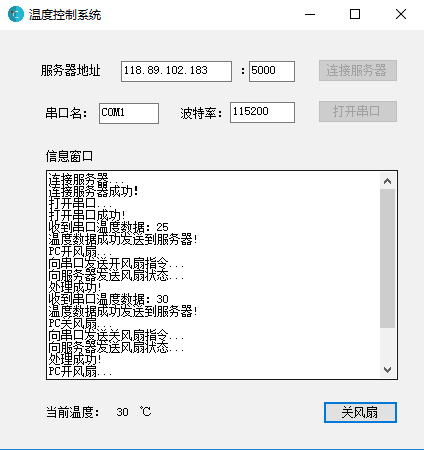 温度控制系统
服务器地址 118.89.102.183 : 5000 连接服务器
串口名: COM1 波特率: 115200 打开串口
信息窗口
连接服务器...
连接服务器成功!
打开串口...
打开串口成功!
收到串口温度数据: 25
温度数据成功发送到服务器!
PC开风扇...
向串口发送开风扇指令...
向服务器发送风扇状态...
处理成功!
收到串口温度数据: 30
温度数据成功发送到服务器!
PC关风扇...
向串口发送关风扇指令...
向服务器发送风扇状态...
处理成功!
PC开风扇...
当前温度: 30 ℃ 关风扇